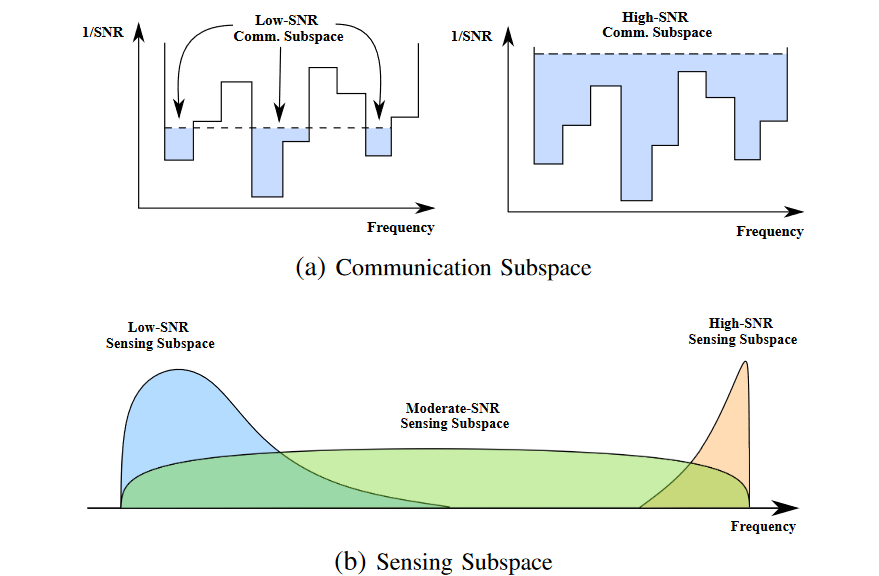 1/SNR
Low-SNR
Comm. Subspace
Frequency
1/SNR
High-SNR
Comm. Subspace
Frequency
(a) Communication Subspace
Low-SNR
Sensing Subspace
Moderate-SNR
Sensing Subspace
High-SNR
Sensing Subspace
Frequency
(b) Sensing Subspace